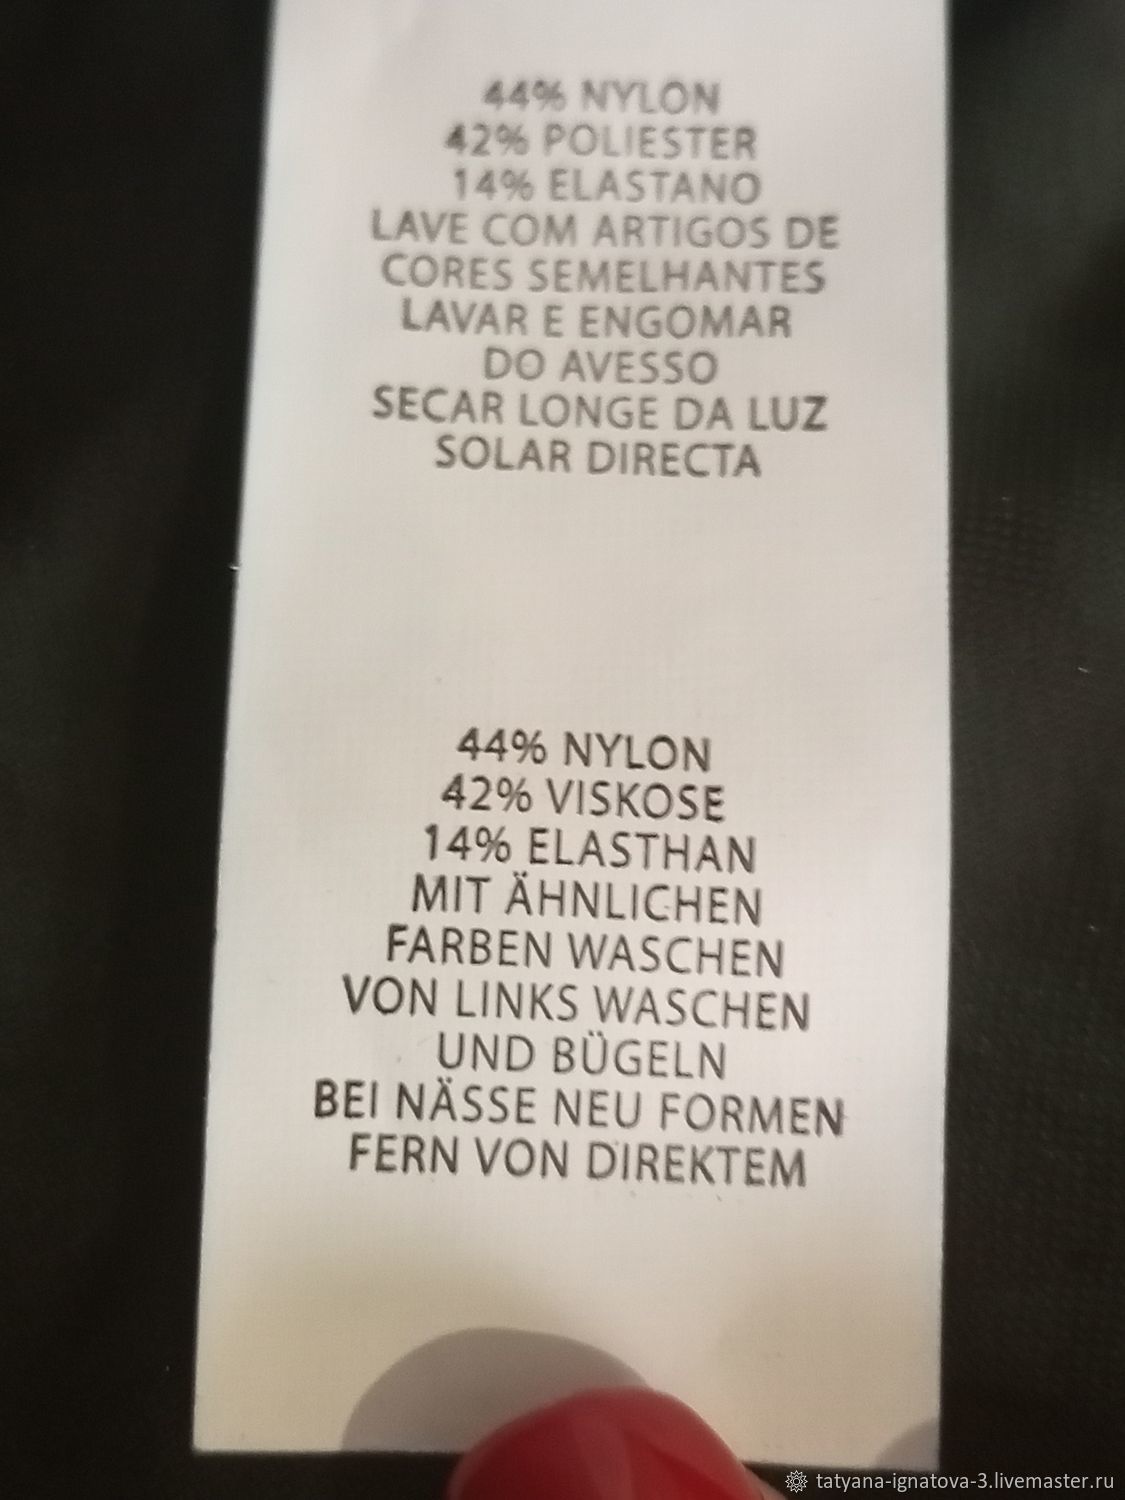 44% NYLON
42% POLIESTER
14% ELASTANO
LAVE COM ARTIGOS DE
CORES SEMELHANTES
LAVAR E ENGOMAR
DO AVESSO
SECAR LONGE DA LUZ
SOLAR DIRECTA
44% NYLON
42% VISKOSE
14% ELASTHAN
MIT ÄHNLICHEN
FARBEN WASCHEN
VON LINKS WASCHEN
UND BÜGELN
BEI NÄSSE NEU FORMEN
FERN VON DIREKTEM
tatyana-ignatova-3.livemaster.ru